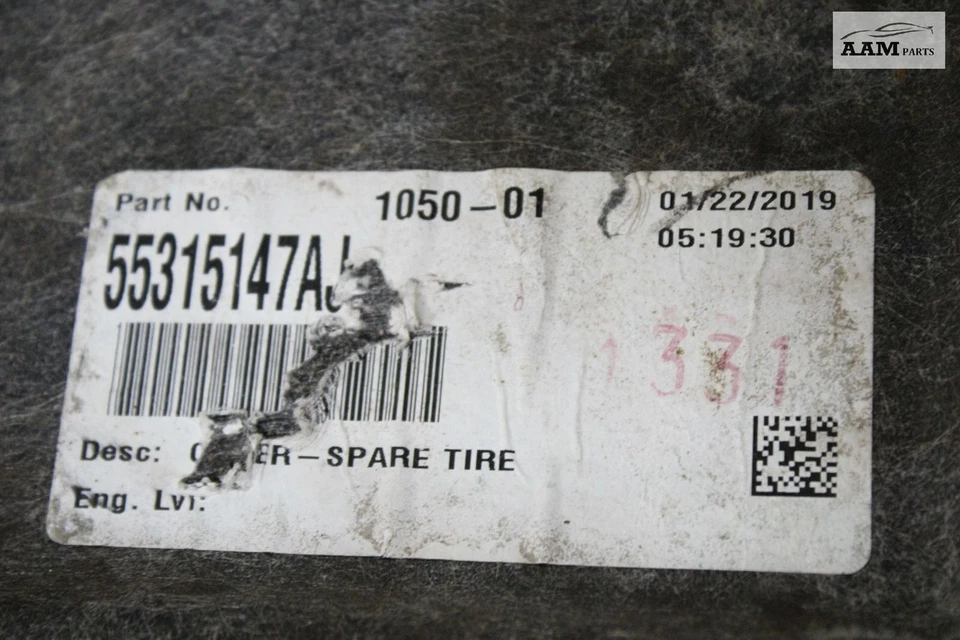 AAM PARTS
Part No. 1050-01 01/22/2019
05:19:30
55315147AJ
1331
Desc: ER-SPARE TIRE
Eng. Lvl: